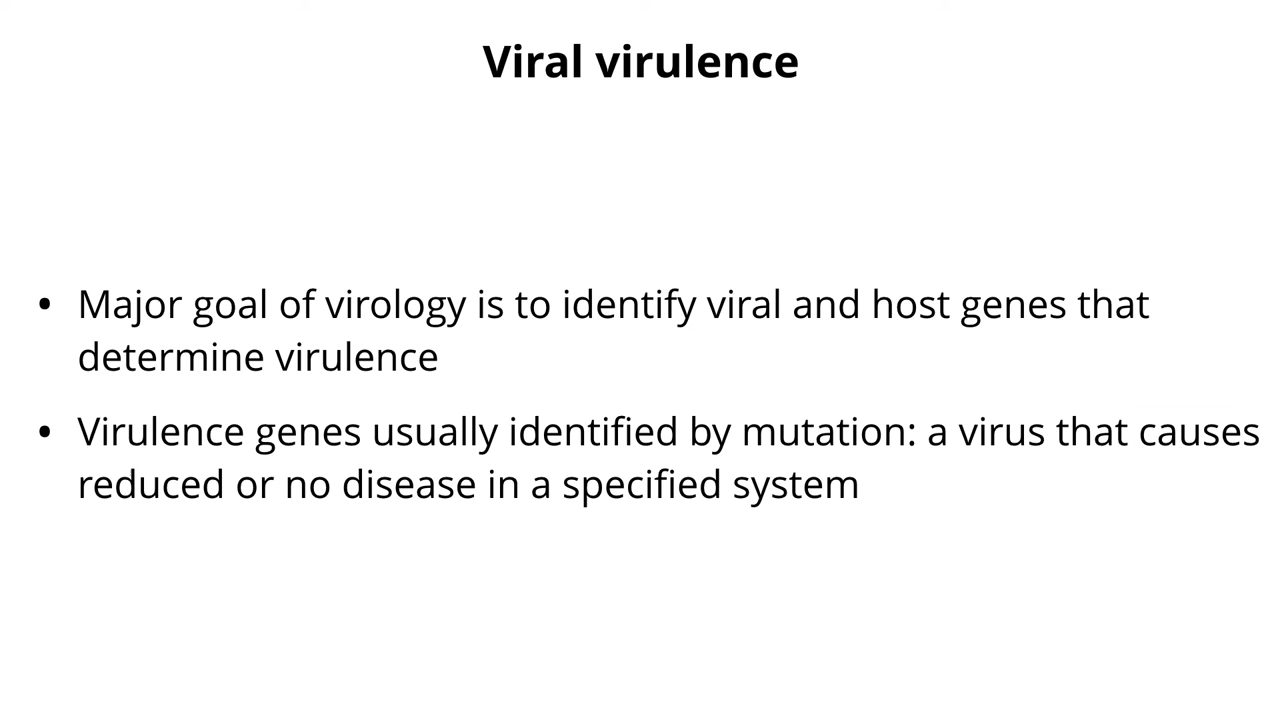 Viral virulence
• Major goal of virology is to identify viral and host genes that
determine virulence
• Virulence genes usually identified by mutation: a virus that causes
reduced or no disease in a specified system